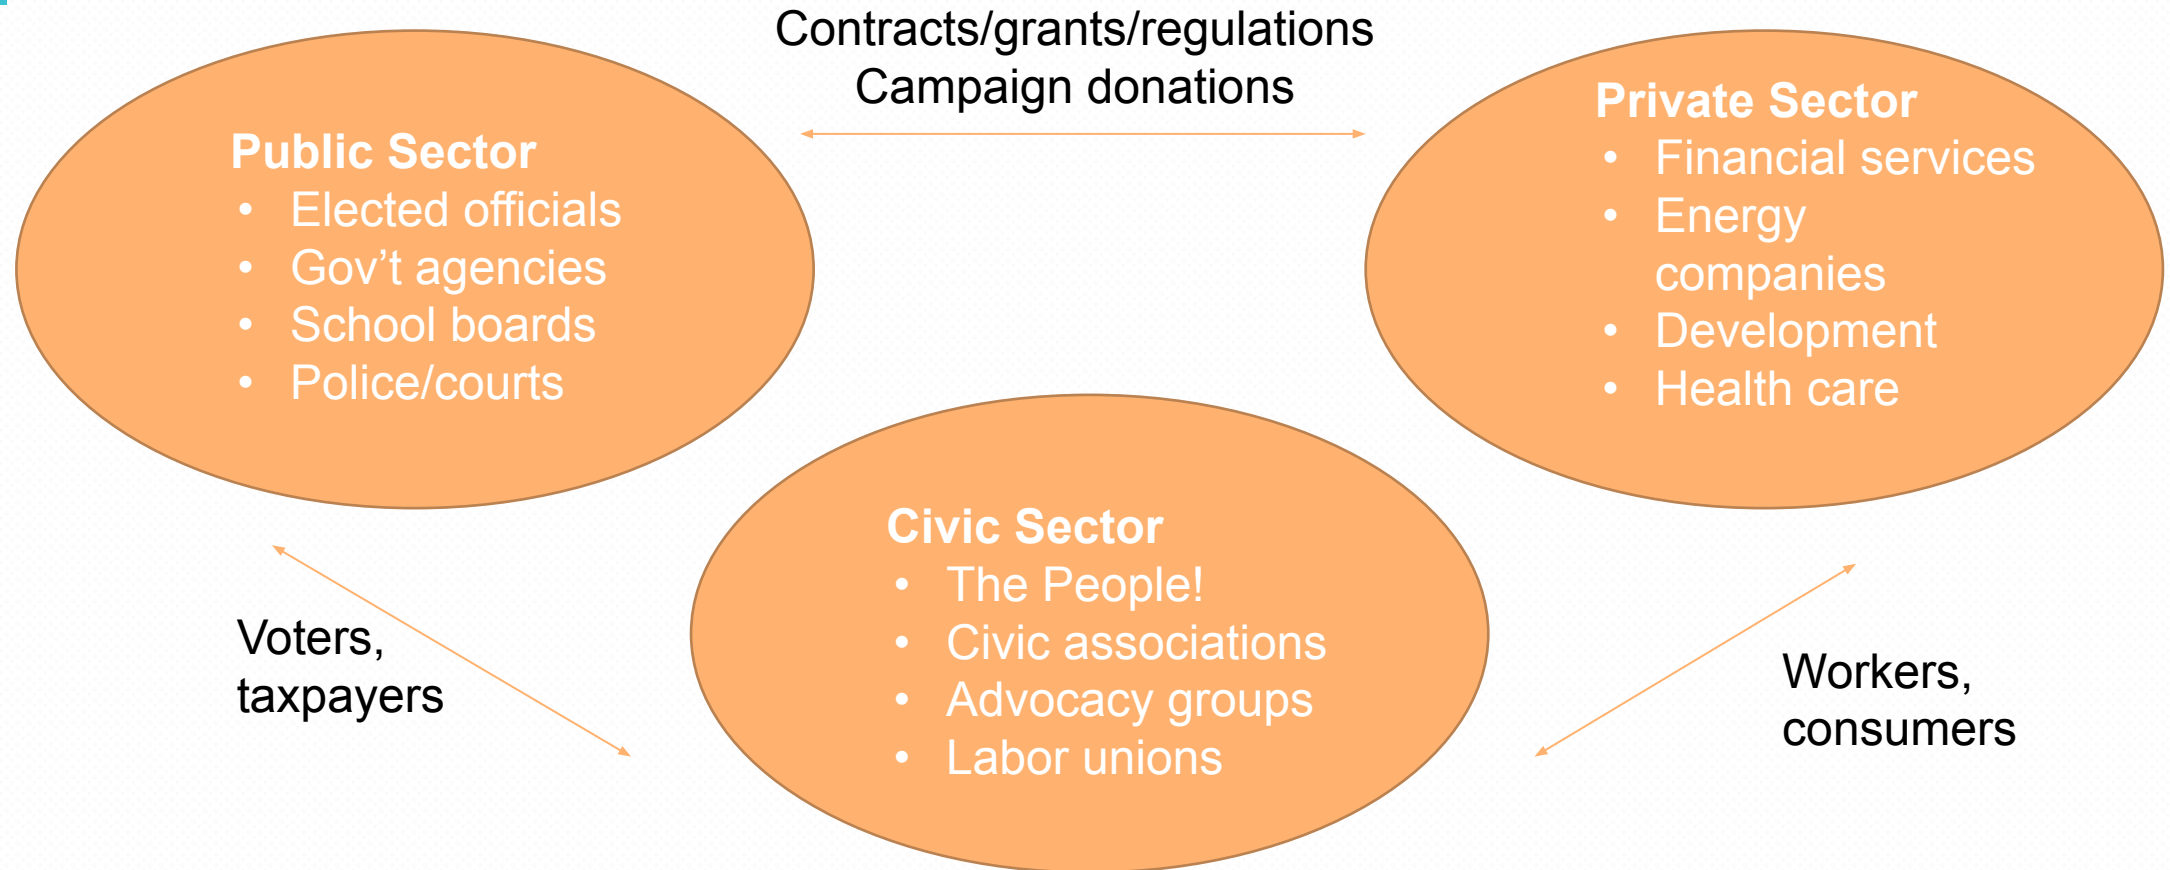 Contracts/grants/regulations
Campaign donations
Public Sector
• Elected officials
• Gov’t agencies
• School boards
• Police/courts
Private Sector
• Financial services
• Energy
companies
• Development
• Health care
Civic Sector
• The People!
• Civic associations
• Advocacy groups
• Labor unions
Voters,
taxpayers
Workers,
consumers